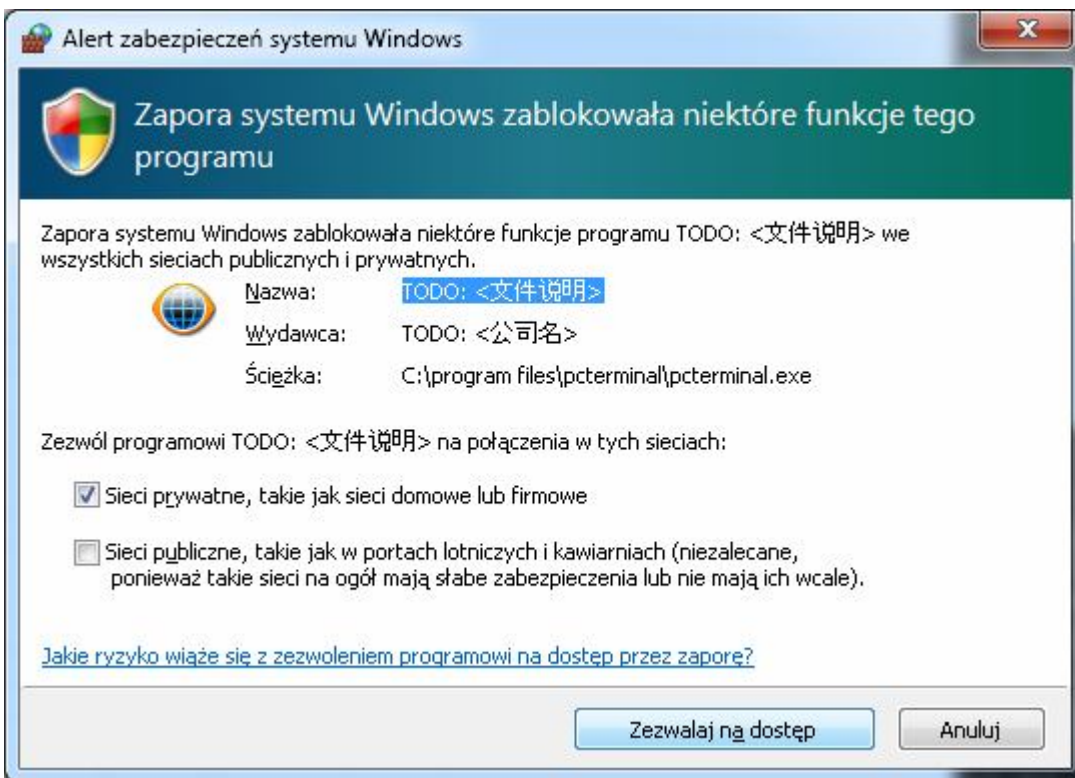 Alert zabezpieczeń systemu Windows
Zapora systemu Windows zablokowała niektóre funkcje tego
programu
Zapora systemu Windows zablokowała niektóre funkcje programu TODO: <文件说明> we
wszystkich sieciach publicznych i prywatnych.
Nazwa: TODO: <文件说明>
Wydawca: TODO: <公司名>
Ścieżka: C:\program files\pcterminal\pcterminal.exe
Zezwól programowi TODO: <文件说明> na połączenia w tych sieciach:
Sieci prywatne, takie jak sieci domowe lub firmowe
Sieci publiczne, takie jak w portach lotniczych i kawiarniach (niezalecane,
ponieważ takie sieci na ogół mają słabe zabezpieczenia lub nie mają ich wcale).
Jakie ryzyko wiąże się z zezwoleniem programowi na dostęp przez zaporę?
Zezwalaj na dostęp Anuluj